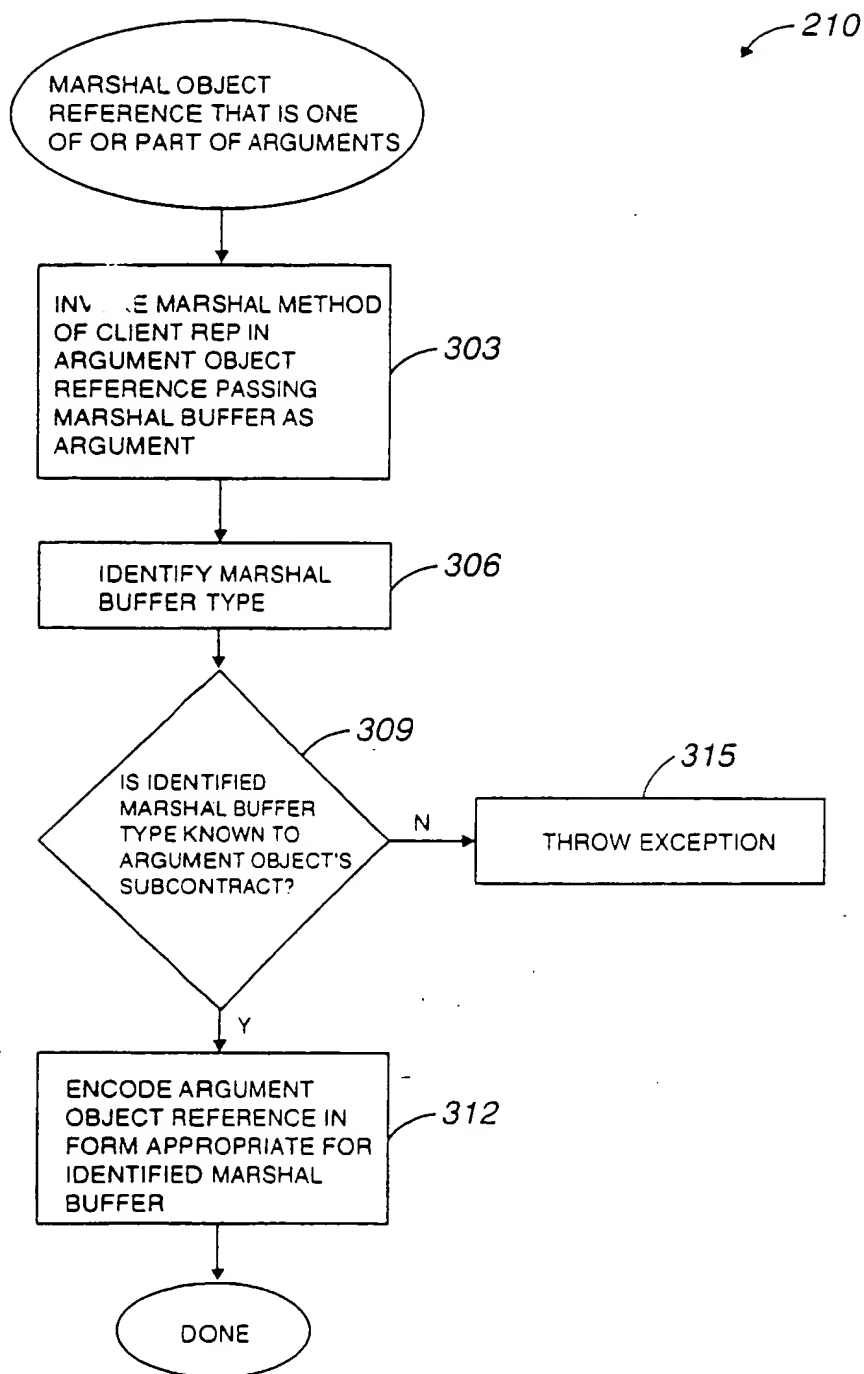 210
MARSHAL OBJECT
REFERENCE THAT IS ONE
OF OR PART OF ARGUMENTS
MARSHAL METHOD
OF CLIENT REP IN
ARGUMENT OBJECT
REFERENCE PASSING
MARSHAL BUFFER AS
ARGUMENT
303
IDENTIFY MARSHAL
BUFFER TYPE
306
309
IS IDENTIFIED
MARSHAL BUFFER
TYPE KNOWN TO
ARGUMENT OBJECT'S
SUBCONTRACT?
N
315
THROW EXCEPTION
Y
ENCODE ARGUMENT
OBJECT REFERENCE IN
FORM APPROPRIATE FOR
IDENTIFIED MARSHAL
BUFFER
312
DONE